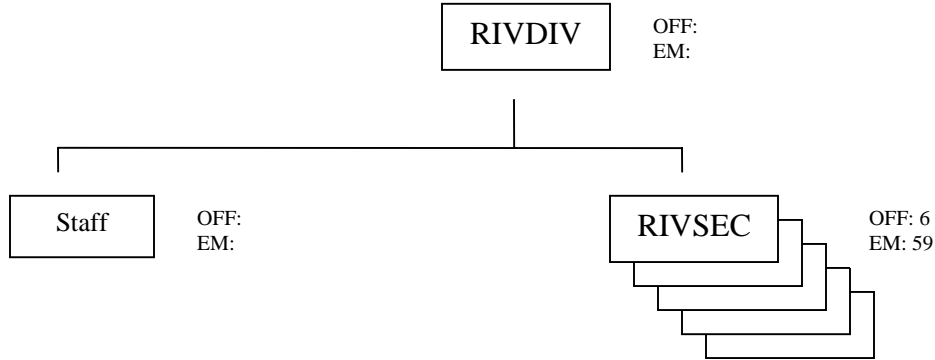 RIVDIV
OFF:
EM:
Staff
OFF:
EM:
RIVSEC
OFF: 6
EM: 59